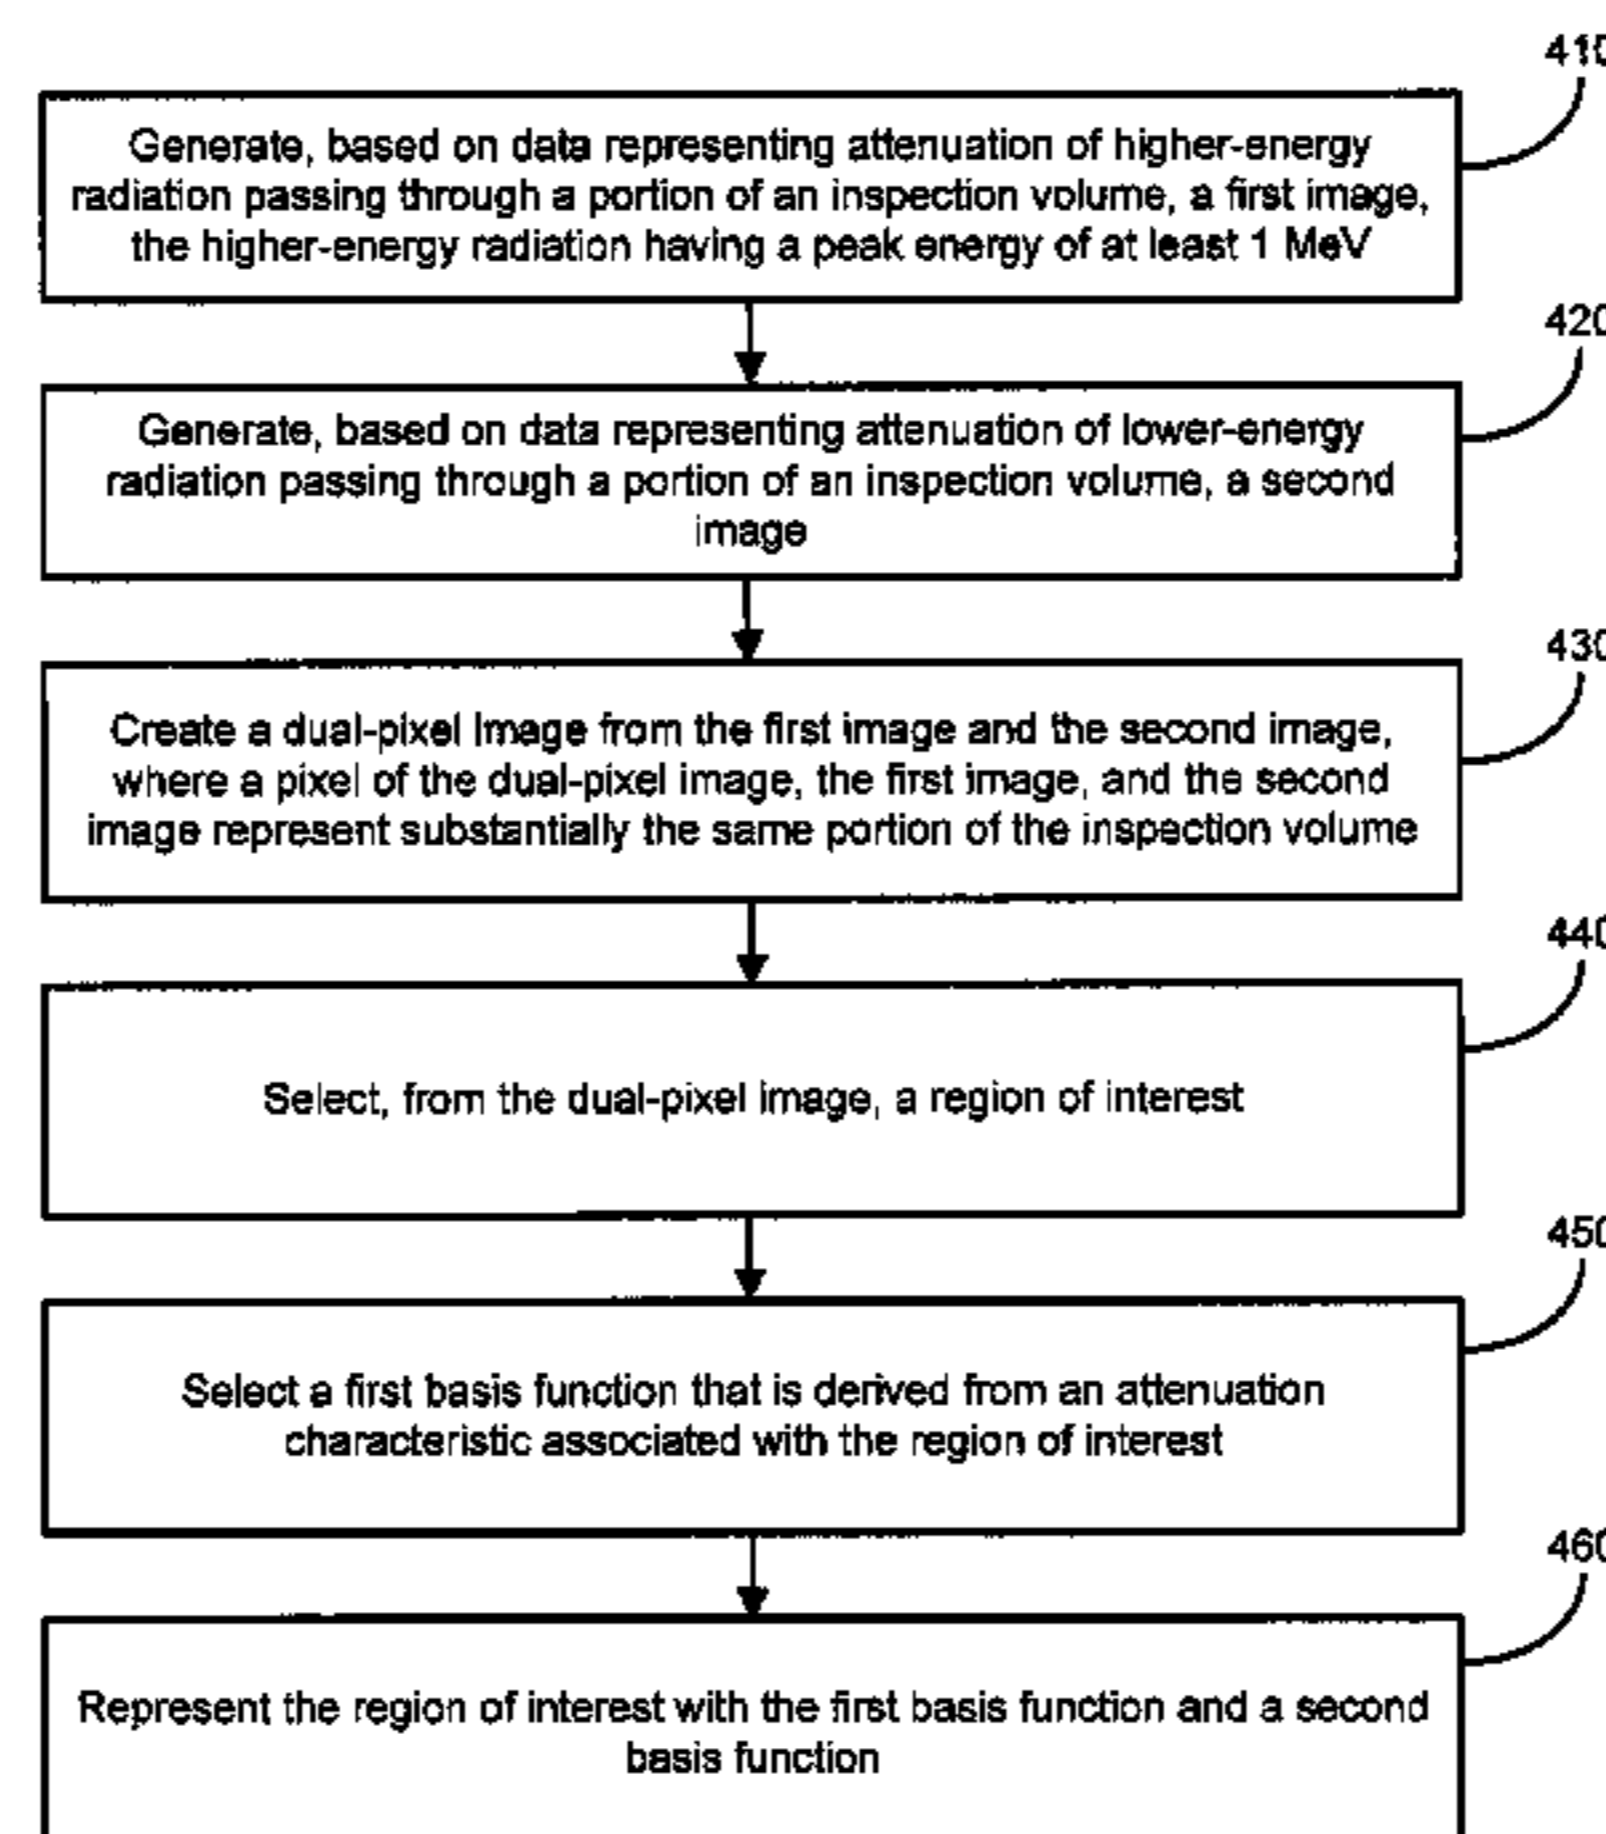 410
Generate, based on data representing attenuation of higher-energy
radiation passing through a portion of an inspection volume, a first image,
the higher-energy radiation having a peak energy of at least 1 MeV
420
Generate, based on data representing attenuation of lower-energy
radiation passing through a portion of an inspection volume, a second
image
430
Create a dual-pixel image from the first image and the second image,
where a pixel of the dual-pixel image, the first image, and the second
image represent substantially the same portion of the inspection volume
440
Select, from the dual-pixel image, a region of interest
450
Select a first basis function that is derived from an attenuation
characteristic associated with the region of interest
460
Represent the region of interest with the first basis function and a second
basis function